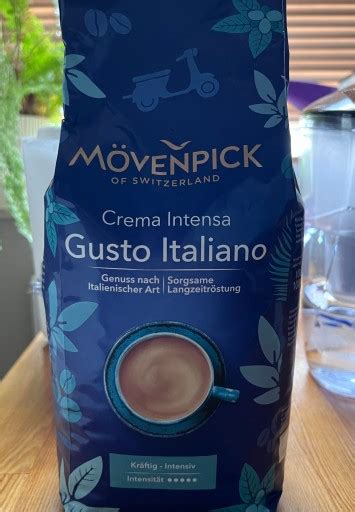 MÖVENPICK
OF SWITZERLAND
Crema Intensa
Gusto Italiano
Genuss nach | Sorgsame
Italienischer Art | Langzeitröstung
Kräftig - Intensiv
Intensität •••••